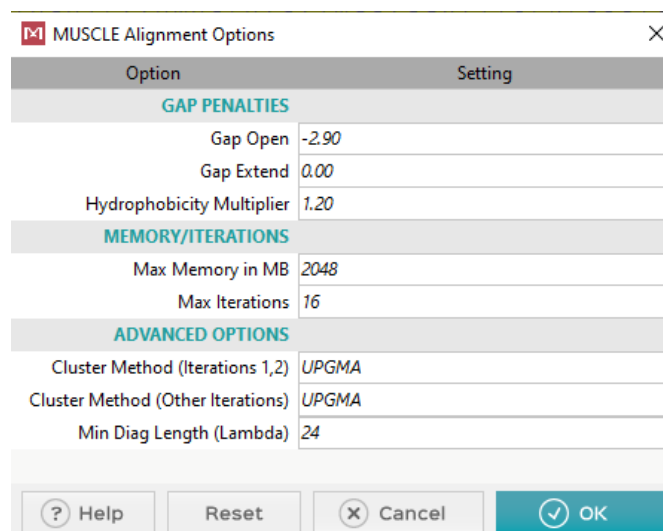 MUSCLE Alignment Options
Option Setting
GAP PENALTIES
Gap Open -2.90
Gap Extend 0.00
Hydrophobicity Multiplier 1.20
MEMORY/ITERATIONS
Max Memory in MB 2048
Max Iterations 16
ADVANCED OPTIONS
Cluster Method (Iterations 1,2) UPGMA
Cluster Method (Other Iterations) UPGMA
Min Diag Length (Lambda) 24
? Help Reset Cancel OK